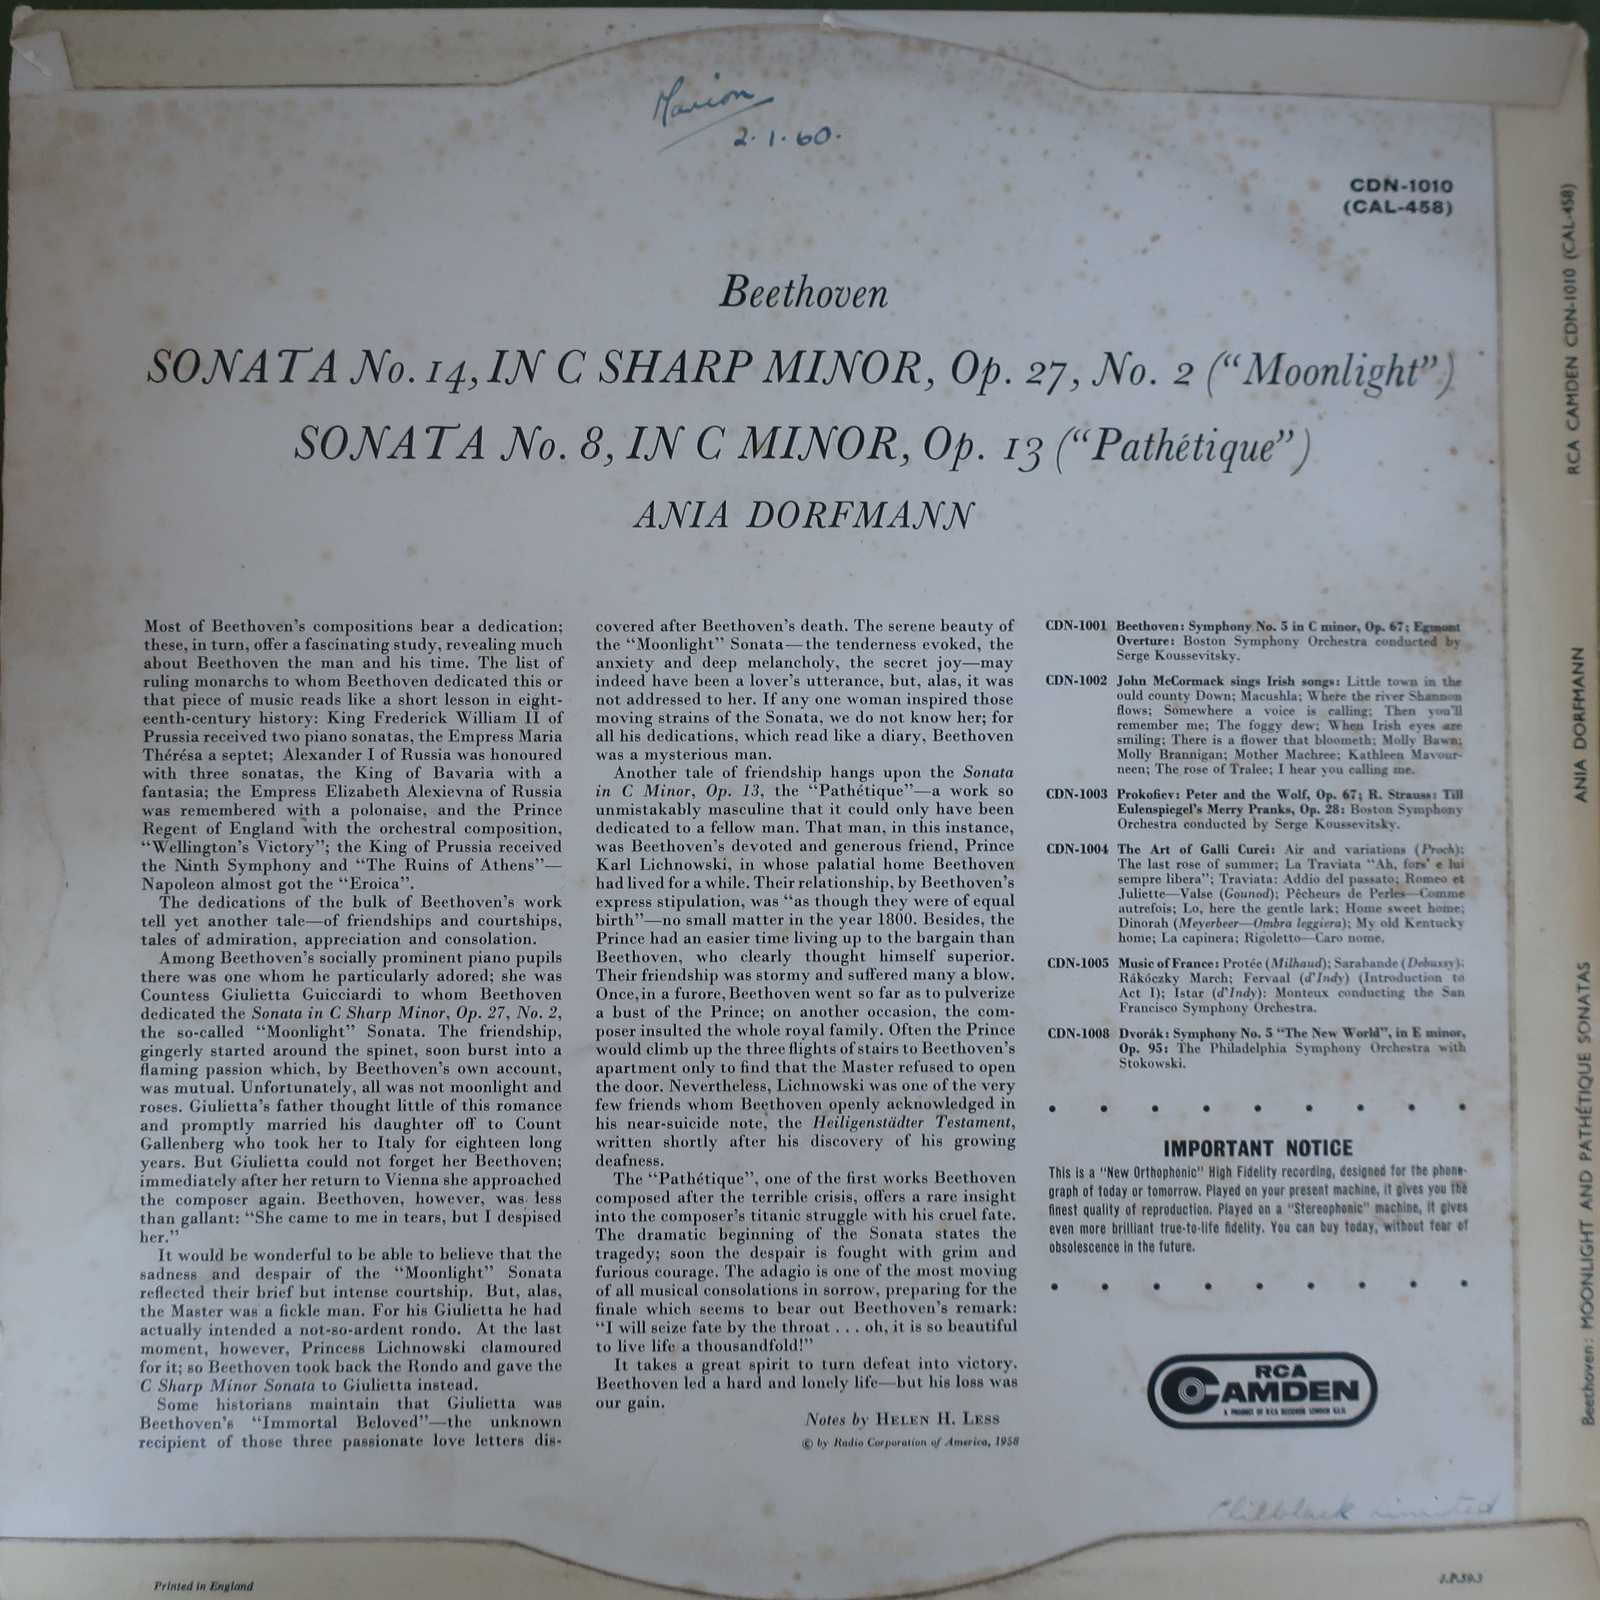 Marion
2.1.60.
CDN-1010
(CAL-458)
Beethoven
SONATA No. 14, IN C SHARP MINOR, Op. 27, No. 2 (“Moonlight”)
SONATA No. 8, IN C MINOR, Op. 13 (“Pathétique”)
ANIA DORFMANN
Most of Beethoven's compositions bear a dedication;
these, in turn, offer a fascinating study, revealing much
about Beethoven the man and his time. The list of
ruling monarchs to whom Beethoven dedicated this or
that piece of music reads like a short lesson in eight-
eenth-century history: King Frederick William II of
Prussia received two piano sonatas, the Empress Maria
Thérésa a septet; Alexander I of Russia was honoured
with three sonatas, the King of Bavaria with a
fantasia; the Empress Elizabeth Alexievna of Russia
was remembered with a polonaise, and the Prince
Regent of England with the orchestral composition,
“Wellington's Victory”; the King of Prussia received
the Ninth Symphony and “The Ruins of Athens”—
Napoleon almost got the “Eroica”.
The dedications of the bulk of Beethoven's work
tell yet another tale—of friendships and courtships,
tales of admiration, appreciation and consolation.
Among Beethoven's socially prominent piano pupils
there was one whom he particularly adored; she was
Countess Giulietta Guicciardi to whom Beethoven
dedicated the Sonata in C Sharp Minor, Op. 27, No. 2,
the so-called “Moonlight” Sonata. The friendship,
gingerly started around the spinet, soon burst into a
flaming passion which, by Beethoven's own account,
was mutual. Unfortunately, all was not moonlight and
roses. Giulietta's father thought little of this romance
and promptly married his daughter off to Count
Gallenberg who took her to Italy for eighteen long
years. But Giulietta could not forget her Beethoven;
immediately after her return to Vienna she approached
the composer again. Beethoven, however, was less
than gallant: “She came to me in tears, but I despised
her.”
It would be wonderful to be able to believe that the
sadness and despair of the “Moonlight” Sonata
reflected their brief but intense courtship. But, alas,
the Master was a fickle man. For his Giulietta he had
actually intended a not-so-ardent rondo. At the last
moment, however, Princess Lichnowski clamoured
for it; so Beethoven took back the Rondo and gave the
C Sharp Minor Sonata to Giulietta instead.
Some historians maintain that Giulietta was
Beethoven's “Immortal Beloved”—the unknown
recipient of those three passionate love letters dis-
covered after Beethoven's death. The serene beauty of
the “Moonlight” Sonata—the tenderness evoked, the
anxiety and deep melancholy, the secret joy—may
indeed have been a lover's utterance, but, alas, it was
not addressed to her. If any one woman inspired those
moving strains of the Sonata, we do not know her; for
all his dedications, which read like a diary, Beethoven
was a mysterious man.
Another tale of friendship hangs upon the Sonata
in C Minor, Op. 13, the “Pathétique”—a work so
unmistakably masculine that it could only have been
dedicated to a fellow man. That man, in this instance,
was Beethoven's devoted and generous friend, Prince
Karl Lichnowski, in whose palatial home Beethoven
had lived for a while. Their relationship, by Beethoven's
express stipulation, was “as though they were of equal
birth”—no small matter in the year 1800. Besides, the
Prince had an easier time living up to the bargain than
Beethoven, who clearly thought himself superior.
Their friendship was stormy and suffered many a blow.
Once, in a furore, Beethoven went so far as to pulverize
a bust of the Prince; on another occasion, the com-
poser insulted the whole royal family. Often the Prince
would climb up the three flights of stairs to Beethoven's
apartment only to find that the Master refused to open
the door. Nevertheless, Lichnowski was one of the very
few friends whom Beethoven openly acknowledged in
his near-suicide note, the Heiligenstädter Testament,
written shortly after his discovery of his growing
deafness.
The “Pathétique”, one of the first works Beethoven
composed after the terrible crisis, offers a rare insight
into the composer's titanic struggle with his cruel fate.
The dramatic beginning of the Sonata states the
tragedy; soon the despair is fought with grim and
furious courage. The adagio is one of the most moving
of all musical consolations in sorrow, preparing for the
finale which seems to bear out Beethoven's remark:
“I will seize fate by the throat . . . oh, it is so beautiful
to live life a thousandfold!”
It takes a great spirit to turn defeat into victory.
Beethoven led a hard and lonely life—but his loss was
our gain.
Notes by HELEN H. LESS
© by Radio Corporation of America, 1958
CDN-1001 Beethoven: Symphony No. 5 in C minor, Op. 67; Egmont
Overture: Boston Symphony Orchestra conducted by
Serge Koussevitsky.
CDN-1002 John McCormack sings Irish songs: Little town in the
ould county Down; Macushla; Where the river Shannon
flows; Somewhere a voice is calling; Then you'll
remember me; The foggy dew; When Irish eyes are
smiling; There is a flower that bloometh; Molly Bawn;
Molly Brannigan; Mother Machree; Kathleen Mavour-
neen; The rose of Tralee; I hear you calling me.
CDN-1003 Prokofiev: Peter and the Wolf, Op. 67; R. Strauss: Till
Eulenspiegel's Merry Pranks, Op. 28: Boston Symphony
Orchestra conducted by Serge Koussevitsky.
CDN-1004 The Art of Galli Curci: Air and variations (Proch);
The last rose of summer; La Traviata “Ah, fors' e lui
sempre libera”; Traviata: Addio del passato; Romeo et
Juliette—Valse (Gounod); Pêcheurs de Perles—Comme
autrefois; Lo, here the gentle lark; Home sweet home;
Dinorah (Meyerbeer—Ombra leggiera); My old Kentucky
home; La capinera; Rigoletto—Caro nome.
CDN-1005 Music of France: Protée (Milhaud); Sarabande (Debussy);
Rákóczky March; Fervaal (d'Indy) (Introduction to
Act I); Istar (d'Indy): Monteux conducting the San
Francisco Symphony Orchestra.
CDN-1008 Dvorák: Symphony No. 5 “The New World”, in E minor,
Op. 95: The Philadelphia Symphony Orchestra with
Stokowski.
IMPORTANT NOTICE
This is a “New Orthophonic” High Fidelity recording, designed for the phono-
graph of today or tomorrow. Played on your present machine, it gives you the
finest quality of reproduction. Played on a “Stereophonic” machine, it gives
even more brilliant true-to-life fidelity. You can buy today, without fear of
obsolescence in the future.
RCA
CAMDEN
A PRODUCT OF RCA RECORDS LONDON S.E.11.
Printed in England
J.P.59.3
RCA CAMDEN CDN-1010 (CAL-458)
ANIA DORFMANN
Beethoven: MOONLIGHT AND PATHÉTIQUE SONATAS